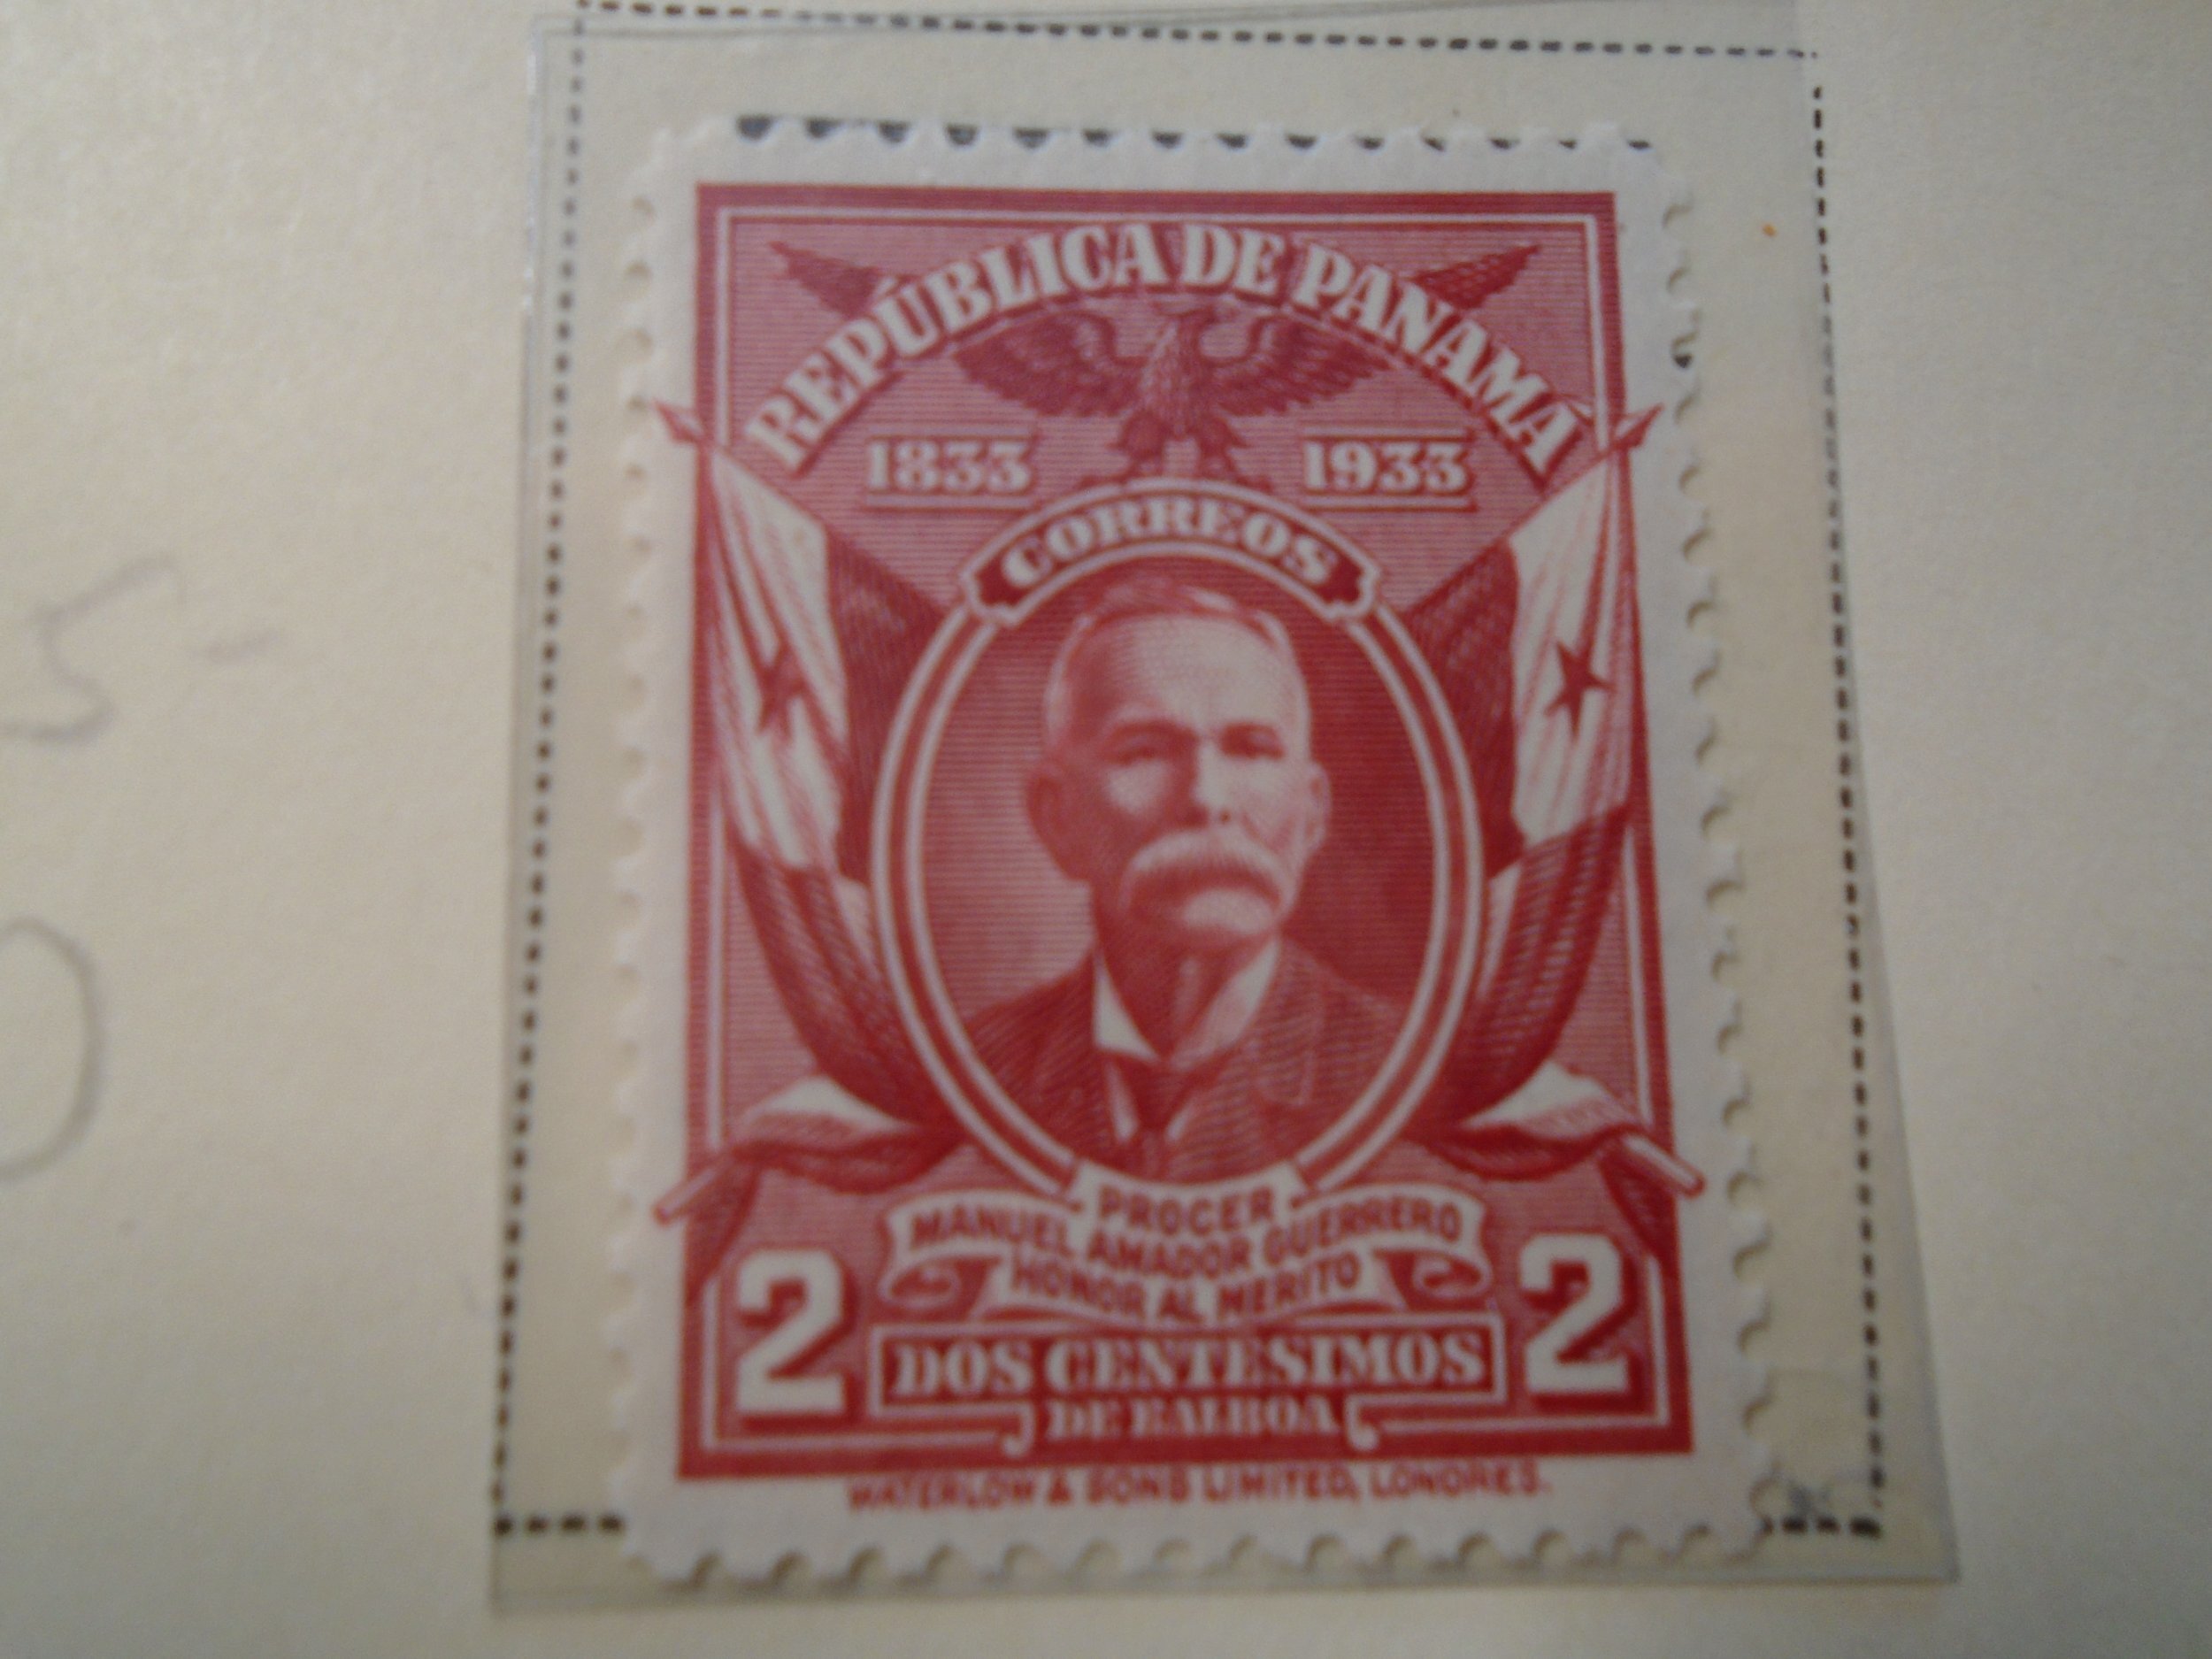 REPÚBLICA DE PANAMÁ
1833 1933
CORREOS
PROCER
MANUEL AMADOR GUERRERO
HONOR AL MERITO
2 2
DOS CENTESIMOS
DE BALBOA
WATERLOW & SONS LIMITED, LONDRES.